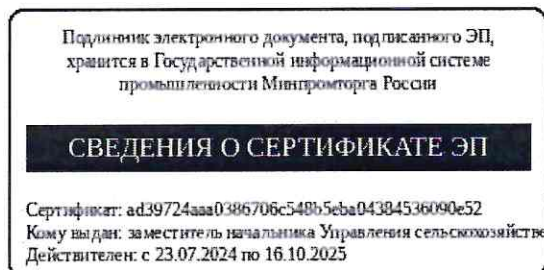 Подлинник электронного документа, подписанного ЭП,
хранится в Государственной информационной системе
промышленности Минпромторга России
СВЕДЕНИЯ О СЕРТИФИКАТЕ ЭП
Сертификат: ad39724aaa0386706c548b5eba04384536090e52
Кому выдан: заместитель начальника Управления сельскохозяйстве
Действителен: с 23.07.2024 по 16.10.2025